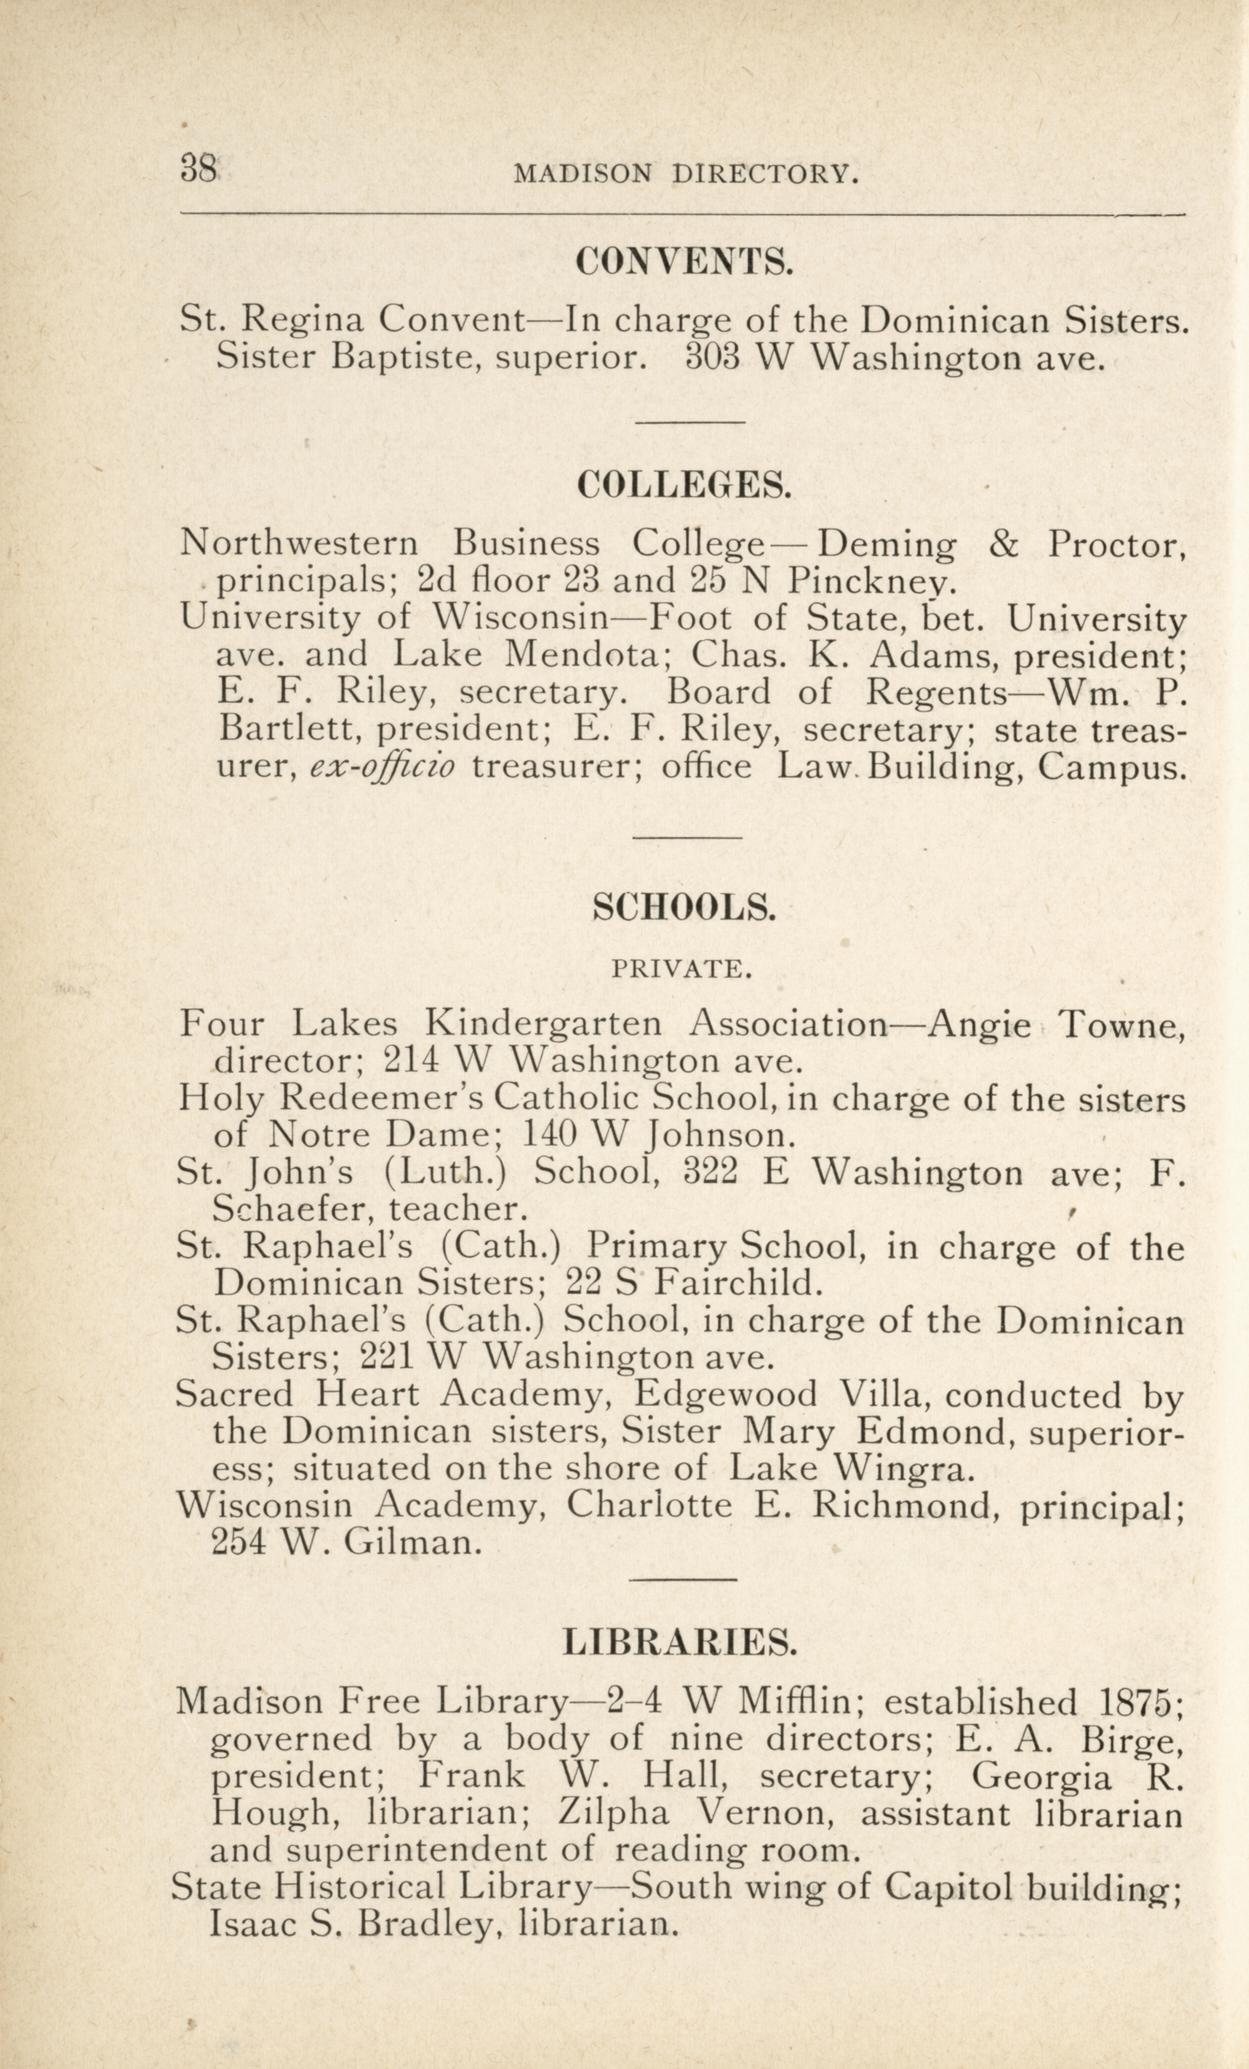 38 MADISON DIRECTORY.
CONVENTS.
St. Regina Convent—In charge of the Dominican Sisters.
Sister Baptiste, superior. 303 W Washington ave.
COLLEGES.
Northwestern Business College—Deming & Proctor,
principals; 2d floor 23 and 25 N Pinckney.
University of Wisconsin—Foot of State, bet. University
ave. and Lake Mendota; Chas. K. Adams, president;
E. F. Riley, secretary. Board of Regents—Wm. P.
Bartlett, president; E. F. Riley, secretary; state treas-
urer, ex-officio treasurer; office Law Building, Campus.
SCHOOLS.
PRIVATE.
Four Lakes Kindergarten Association—Angie Towne,
director; 214 W Washington ave.
Holy Redeemer's Catholic School, in charge of the sisters
of Notre Dame; 140 W Johnson.
St. John's (Luth.) School, 322 E Washington ave; F.
Schaefer, teacher.
St. Raphael's (Cath.) Primary School, in charge of the
Dominican Sisters; 22 S Fairchild.
St. Raphael's (Cath.) School, in charge of the Dominican
Sisters; 221 W Washington ave.
Sacred Heart Academy, Edgewood Villa, conducted by
the Dominican sisters, Sister Mary Edmond, superior-
ess; situated on the shore of Lake Wingra.
Wisconsin Academy, Charlotte E. Richmond, principal;
254 W. Gilman.
LIBRARIES.
Madison Free Library—2–4 W Mifflin; established 1875;
governed by a body of nine directors; E. A. Birge,
president; Frank W. Hall, secretary; Georgia R.
Hough, librarian; Zilpha Vernon, assistant librarian
and superintendent of reading room.
State Historical Library—South wing of Capitol building;
Isaac S. Bradley, librarian.